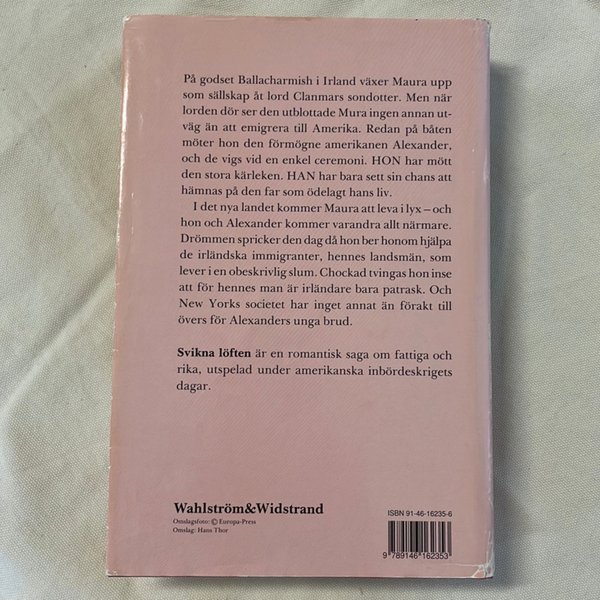 På godset Ballacharmish i Irland växer Maura upp
som sällskap åt lord Clanmars sondotter. Men när
lorden dör ser den utblottade Mura ingen annan ut-
väg än att emigrera till Amerika. Redan på båten
möter hon den förmögne amerikanen Alexander,
och de vigs vid en enkel ceremoni. HON har mött
den stora kärleken. HAN har bara sett sin chans att
hämnas på den far som ödelagt hans liv.
I det nya landet kommer Maura att leva i lyx – och
hon och Alexander kommer varandra allt närmare.
Drömmen spricker den dag då hon ber honom hjälpa
de irländska immigranter, hennes landsmän, som
lever i en obeskrivlig slum. Chockad tvingas hon inse
att för hennes man är irländare bara patrask. Och
New Yorks societet har inget annat än förakt till
övers för Alexanders unga brud.
Svikna löften är en romantisk saga om fattiga och
rika, utspelad under amerikanska inbördeskrigets
dagar.
Wahlström&Widstrand
Omslagsfoto: © Europa-Press
Omslag: Hans Thor
ISBN 91-46-16235-6
9 789146 162353